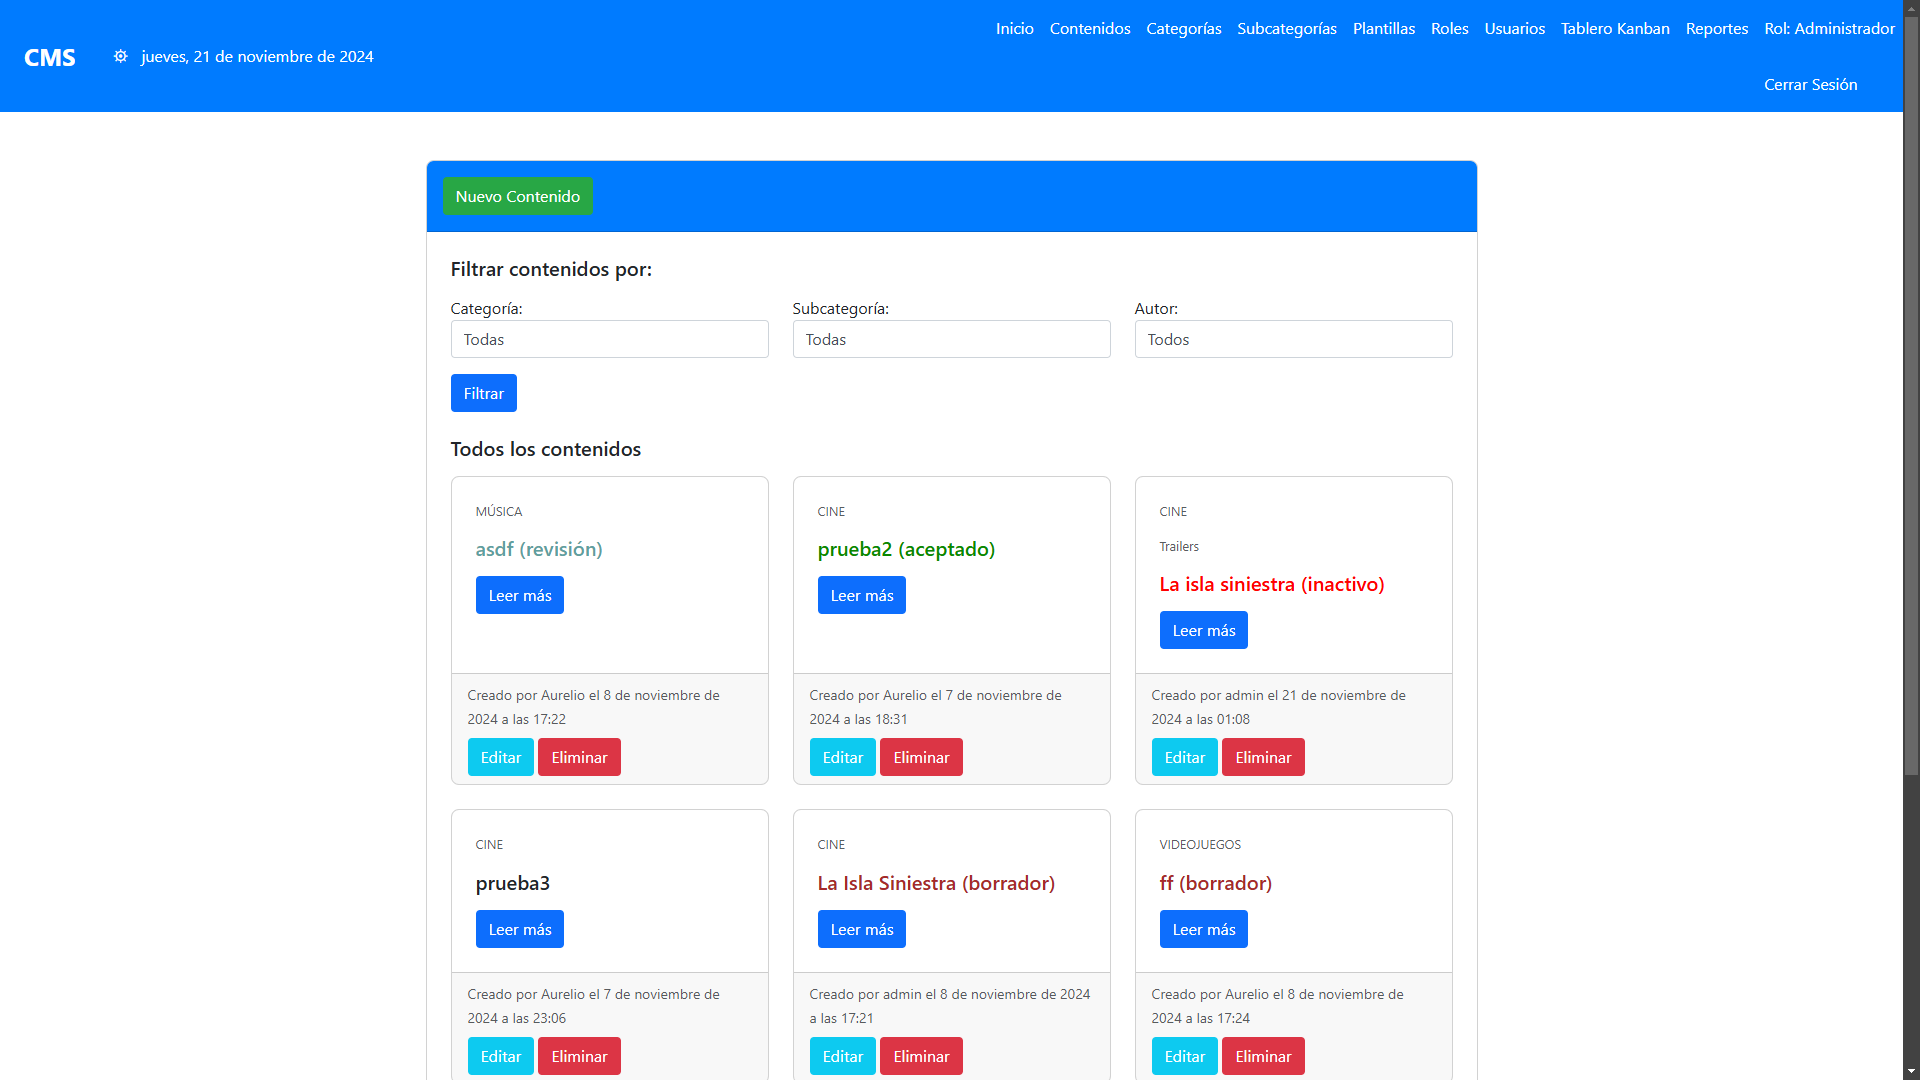 CMS
jueves, 21 de noviembre de 2024
Inicio
Contenidos
Categorías
Subcategorías
Plantillas
Roles
Usuarios
Tablero Kanban
Reportes
Rol: Administrador
Cerrar Sesión
Nuevo Contenido
Filtrar contenidos por:
Categoría:
Todas
Subcategoría:
Todas
Autor:
Todos
Filtrar
Todos los contenidos
MÚSICA
asdf (revisión)
Leer más
Creado por Aurelio el 8 de noviembre de
2024 a las 17:22
Editar
Eliminar
CINE
prueba2 (aceptado)
Leer más
Creado por Aurelio el 7 de noviembre de
2024 a las 18:31
Editar
Eliminar
CINE
Trailers
La isla siniestra (inactivo)
Leer más
Creado por admin el 21 de noviembre de
2024 a las 01:08
Editar
Eliminar
CINE
prueba3
Leer más
Creado por Aurelio el 7 de noviembre de
2024 a las 23:06
Editar
Eliminar
CINE
La Isla Siniestra (borrador)
Leer más
Creado por admin el 8 de noviembre de 2024
a las 17:21
Editar
Eliminar
VIDEOJUEGOS
ff (borrador)
Leer más
Creado por Aurelio el 8 de noviembre de
2024 a las 17:24
Editar
Eliminar